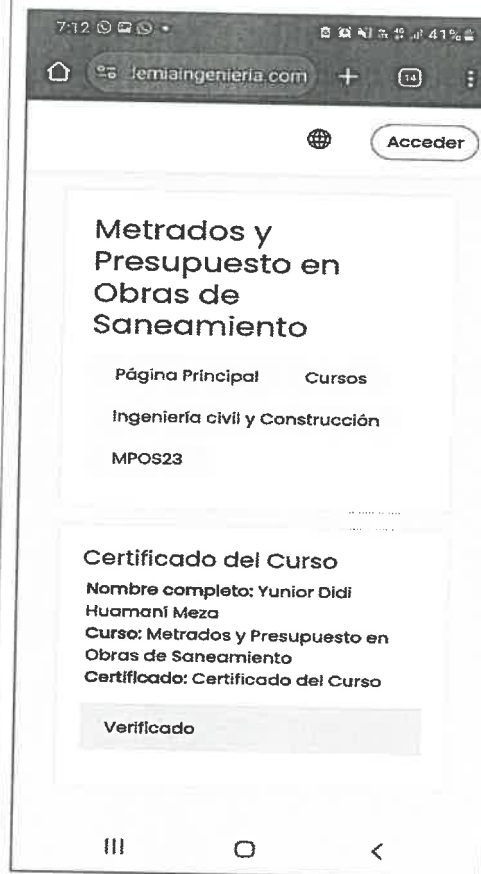 7:12
41%
lemiaingenieria.com
14
Acceder
Metrados y
Presupuesto en
Obras de
Saneamiento
Página Principal Cursos
Ingeniería civil y Construcción
MPOS23
Certificado del Curso
Nombre completo: Yunior Didi
Huamaní Meza
Curso: Metrados y Presupuesto en
Obras de Saneamiento
Certificado: Certificado del Curso
Verificado